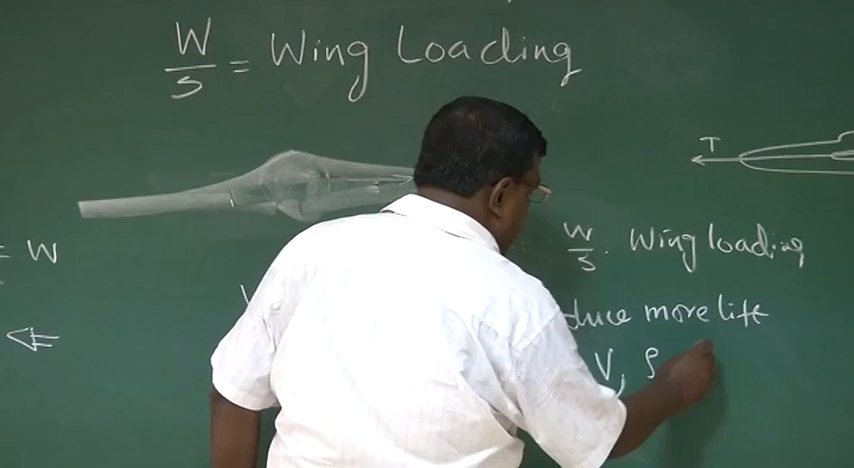 W/S = Wing Loading
T
= W
W/S . Wing loading
duce more lift
V, ρ